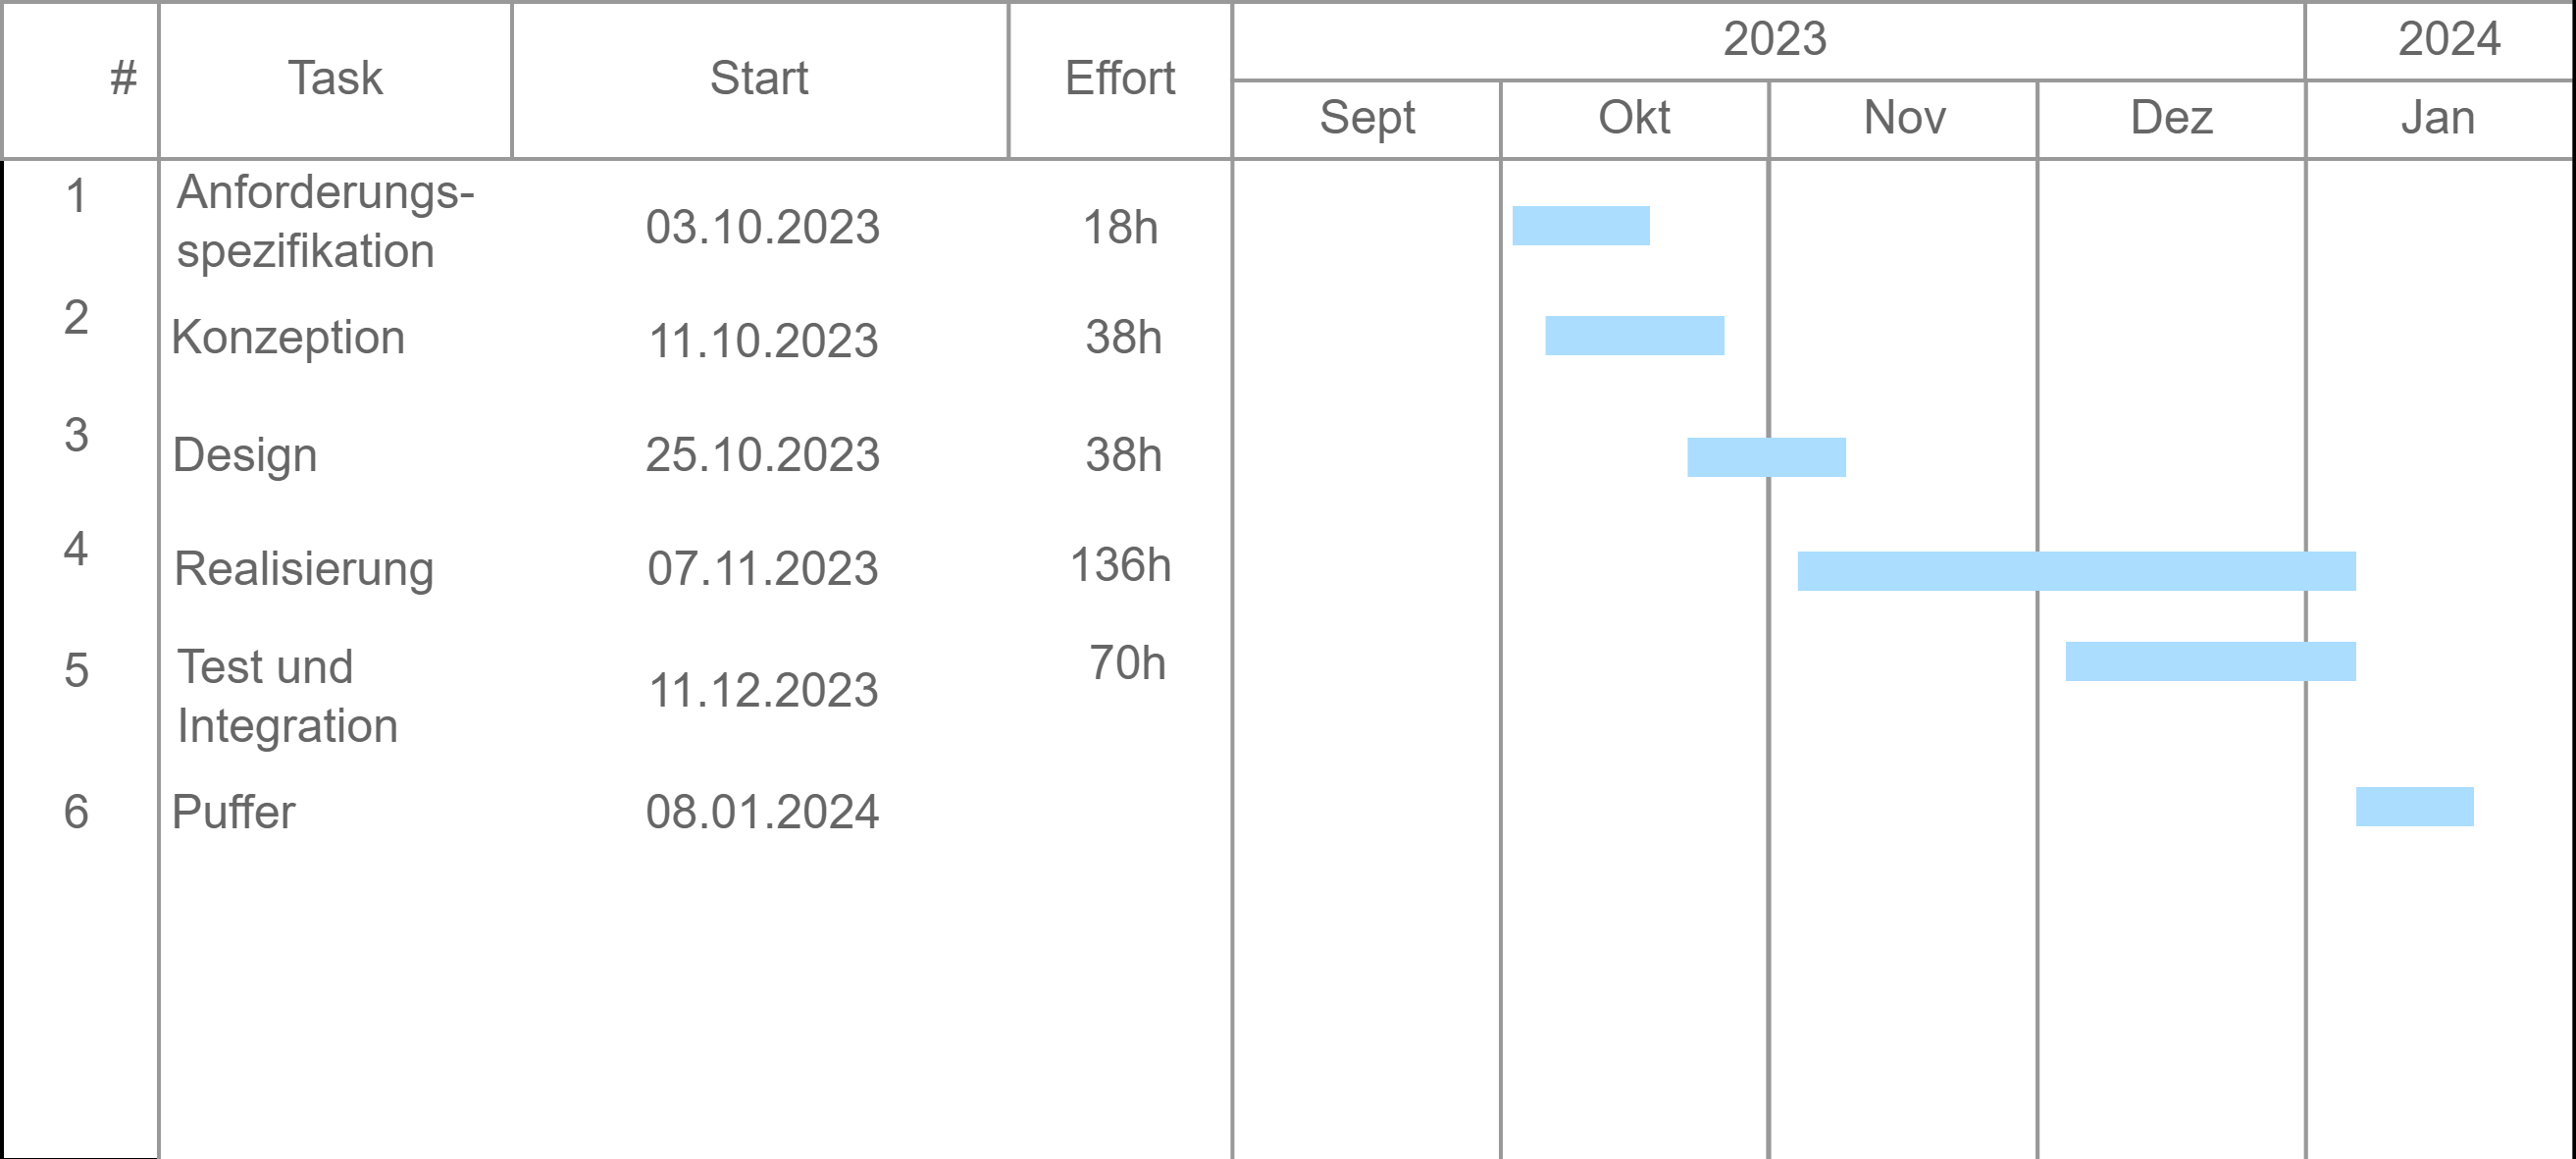 # Task Start Effort 2023 2024
Sept Okt Nov Dez Jan
1 Anforderungs-
spezifikation 03.10.2023 18h
2 Konzeption 11.10.2023 38h
3 Design 25.10.2023 38h
4 Realisierung 07.11.2023 136h
5 Test und
Integration 11.12.2023 70h
6 Puffer 08.01.2024